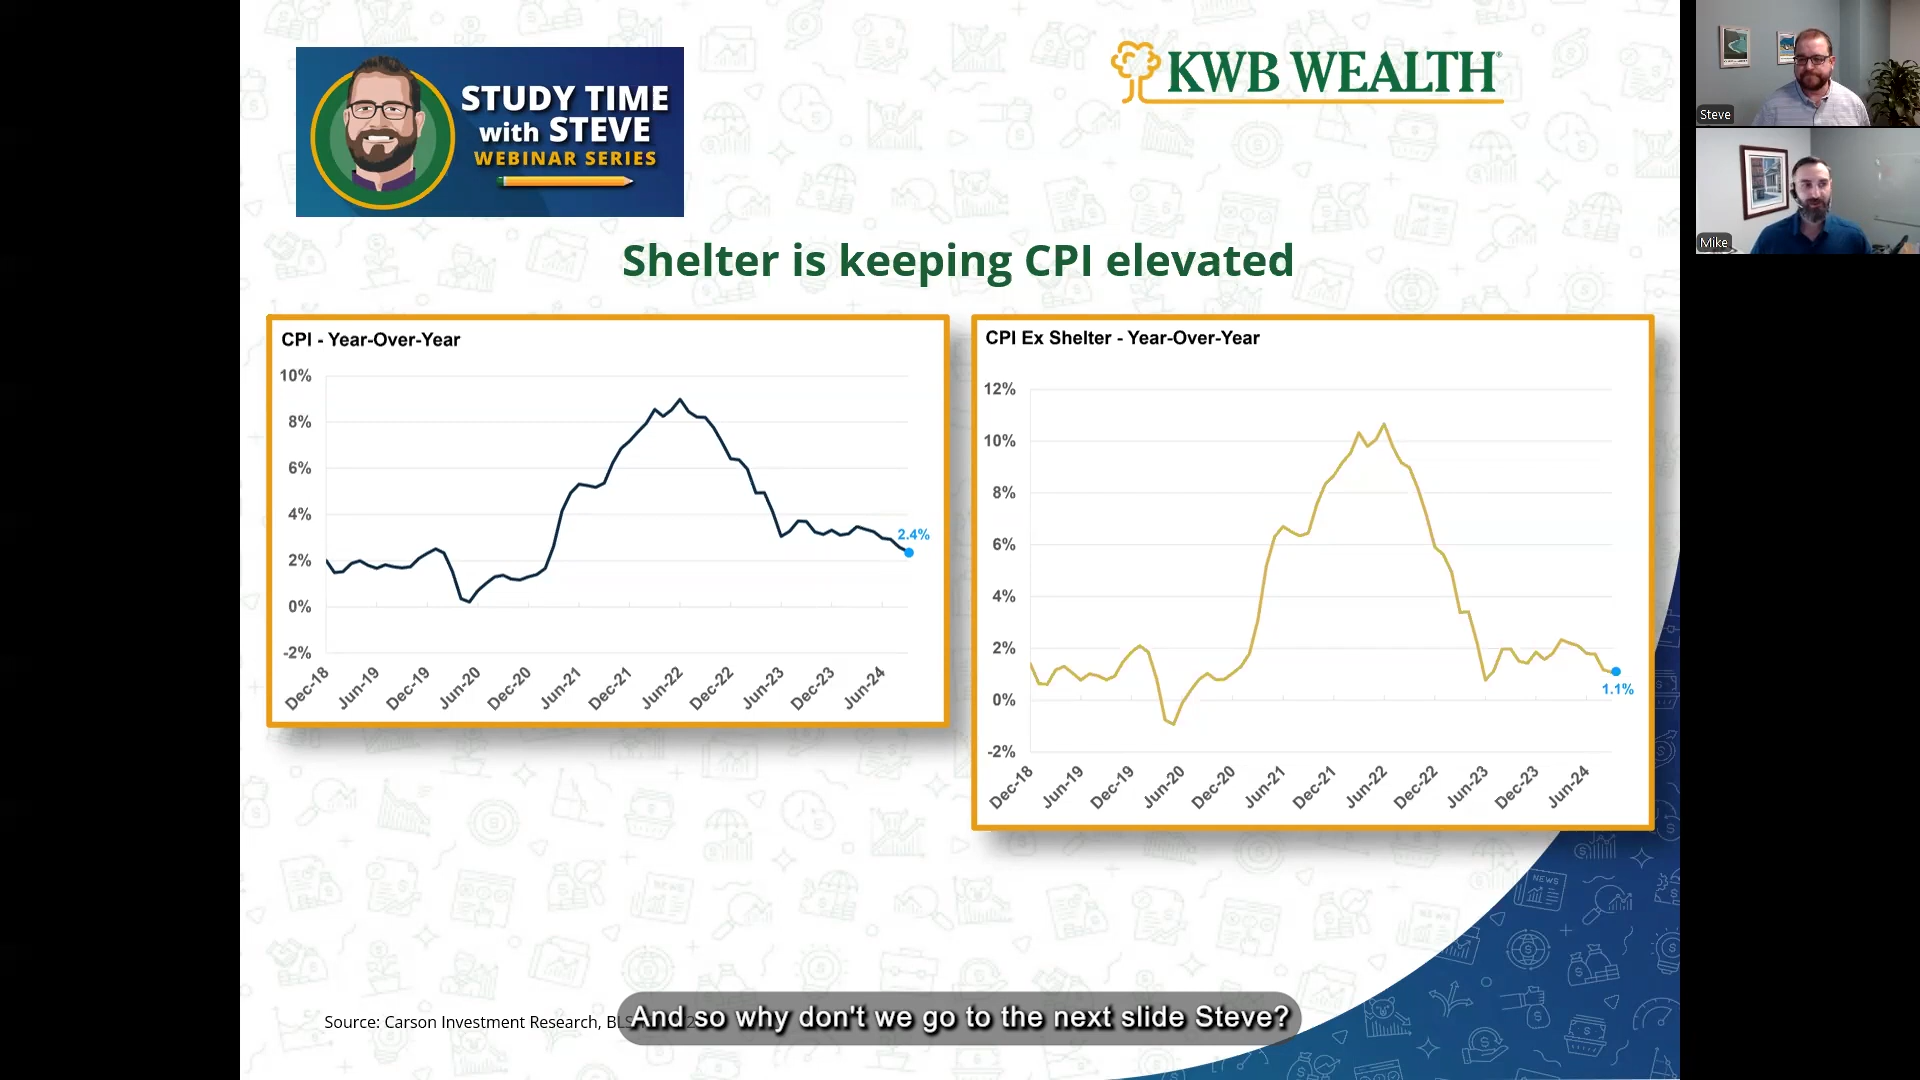 STUDY TIME
with STEVE
WEBINAR SERIES
KWB WEALTH®
Steve
Mike
Shelter is keeping CPI elevated
CPI - Year-Over-Year
10%
8%
6%
4%
2%
0%
-2%
2.4%
Dec-18
Jun-19
Dec-19
Jun-20
Dec-20
Jun-21
Dec-21
Jun-22
Dec-22
Jun-23
Dec-23
Jun-24
CPI Ex Shelter - Year-Over-Year
12%
10%
8%
6%
4%
2%
0%
-2%
1.1%
Dec-18
Jun-19
Dec-19
Jun-20
Dec-20
Jun-21
Dec-21
Jun-22
Dec-22
Jun-23
Dec-23
Jun-24
Source: Carson Investment Research,
And so why don't we go to the next slide Steve?
NEWS